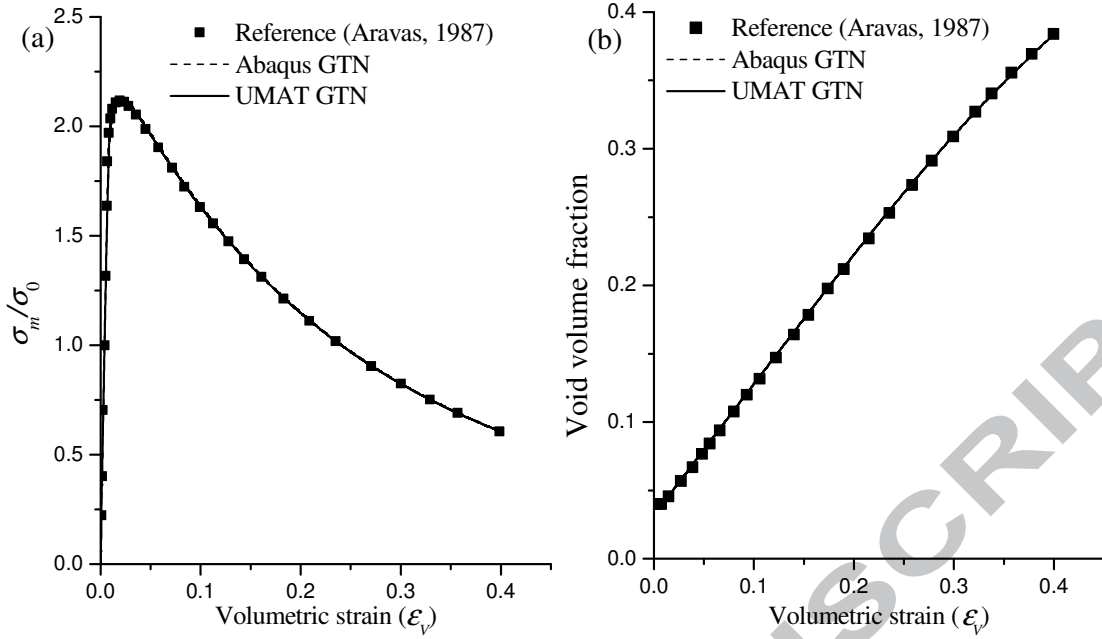 (a)
Reference (Aravas, 1987)
Abaqus GTN
UMAT GTN
2.5
2.0
1.5
1.0
0.5
0.0
σm/σ0
0.0 0.1 0.2 0.3 0.4
Volumetric strain (εV)
(b)
Reference (Aravas, 1987)
Abaqus GTN
UMAT GTN
0.4
0.3
0.2
0.1
0.0
Void volume fraction
0.0 0.1 0.2 0.3 0.4
Volumetric strain (εV)
NSCRIP